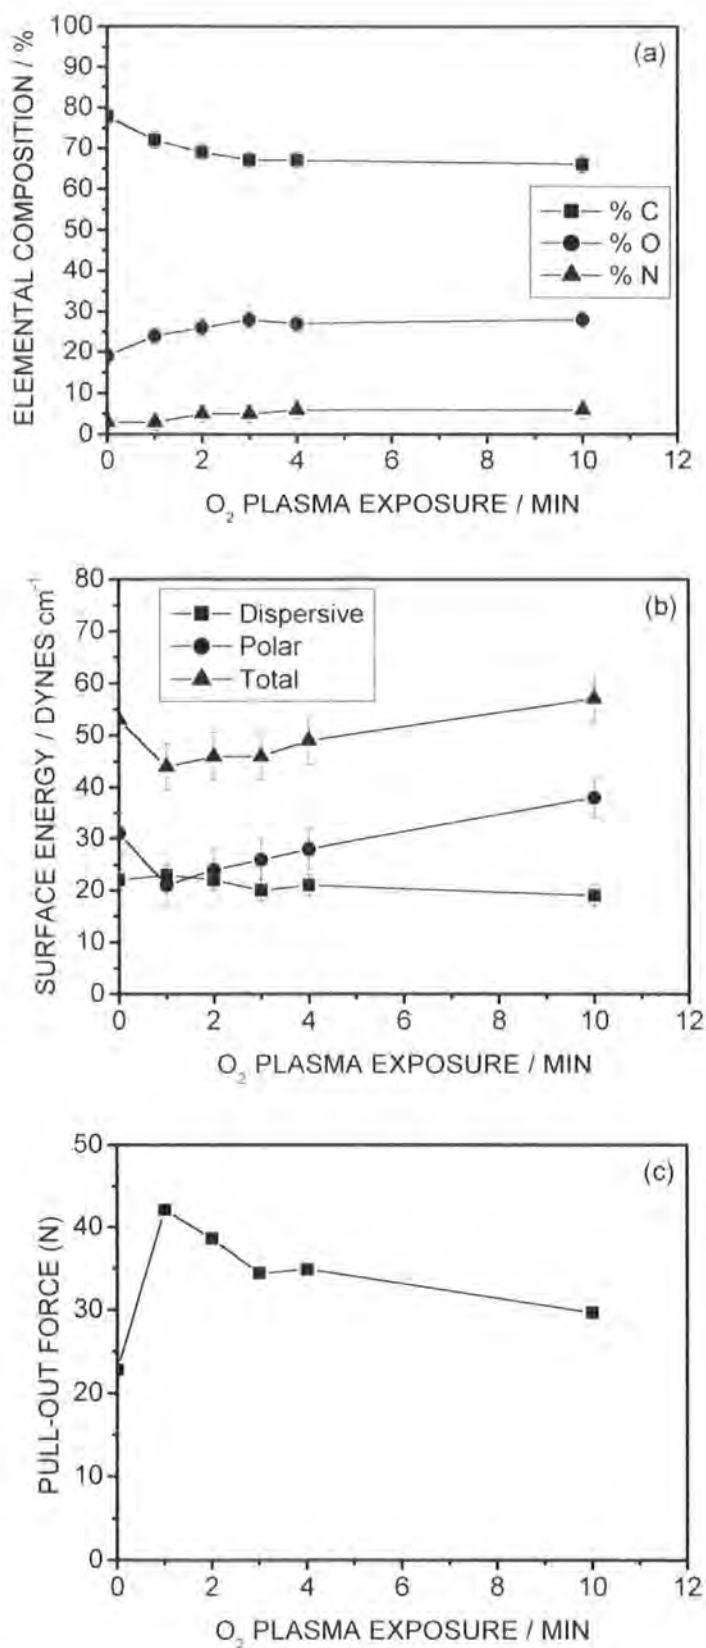 (a)
ELEMENTAL COMPOSITION / %
100
90
80
70
60
50
40
30
20
10
0
% C
% O
% N
0 2 4 6 8 10 12
O₂ PLASMA EXPOSURE / MIN
(b)
SURFACE ENERGY / DYNES cm⁻¹
80
70
60
50
40
30
20
10
0
Dispersive
Polar
Total
0 2 4 6 8 10 12
O₂ PLASMA EXPOSURE / MIN
(c)
PULL-OUT FORCE (N)
50
40
30
20
10
0
0 2 4 6 8 10 12
O₂ PLASMA EXPOSURE / MIN